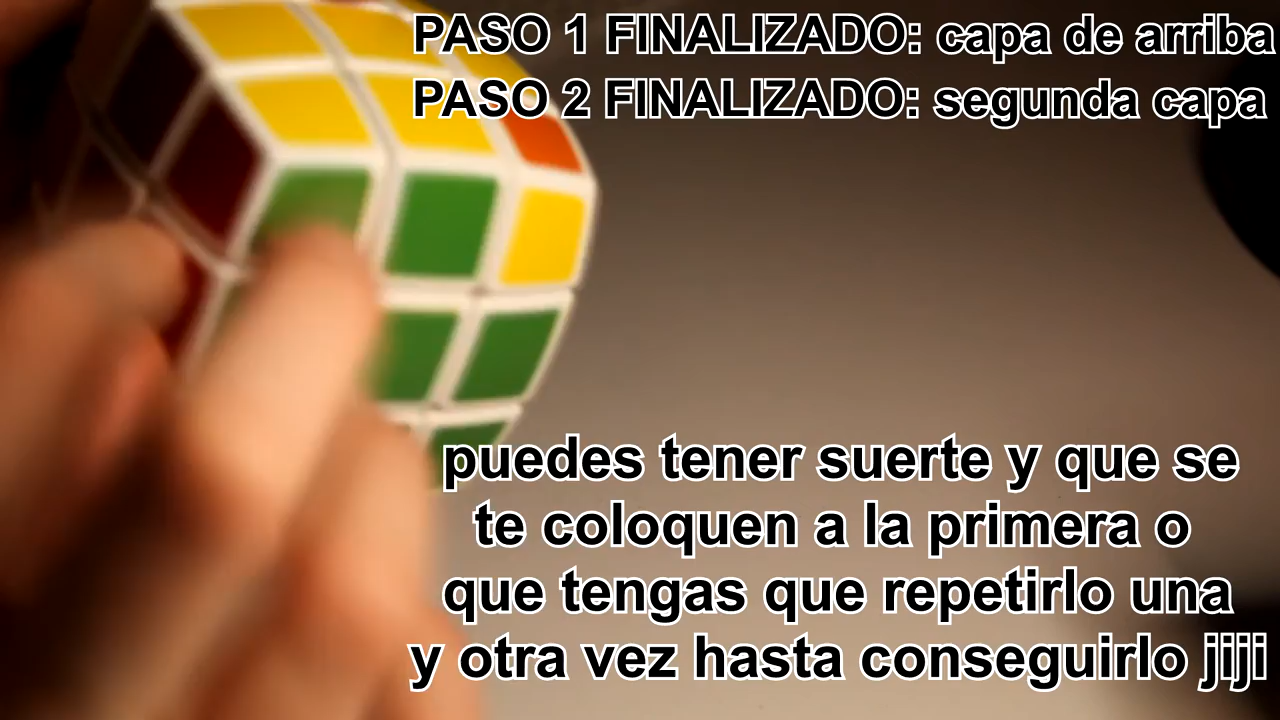 PASO 1 FINALIZADO: capa de arriba
PASO 2 FINALIZADO: segunda capa
puedes tener suerte y que se
te coloquen a la primera o
que tengas que repetirlo una
y otra vez hasta conseguirlo jiji